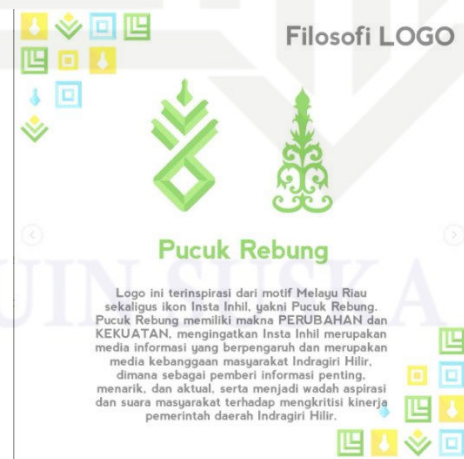 Filosofi LOGO
Pucuk Rebung
Logo ini terinspirasi dari motif Melayu Riau
sekaligus ikon Insta Inhil, yakni Pucuk Rebung.
Pucuk Rebung memiliki makna PERUBAHAN dan
KEKUATAN, mengingatkan Insta Inhil merupakan
media informasi yang berpengaruh dan merupakan
media kebanggaan masyarakat Indragiri Hilir,
dimana sebagai pemberi informasi penting,
menarik, dan aktual, serta menjadi wadah aspirasi
dan suara masyarakat terhadap mengkritisi kinerja
pemerintah daerah Indragiri Hilir.
UIN SUSKA